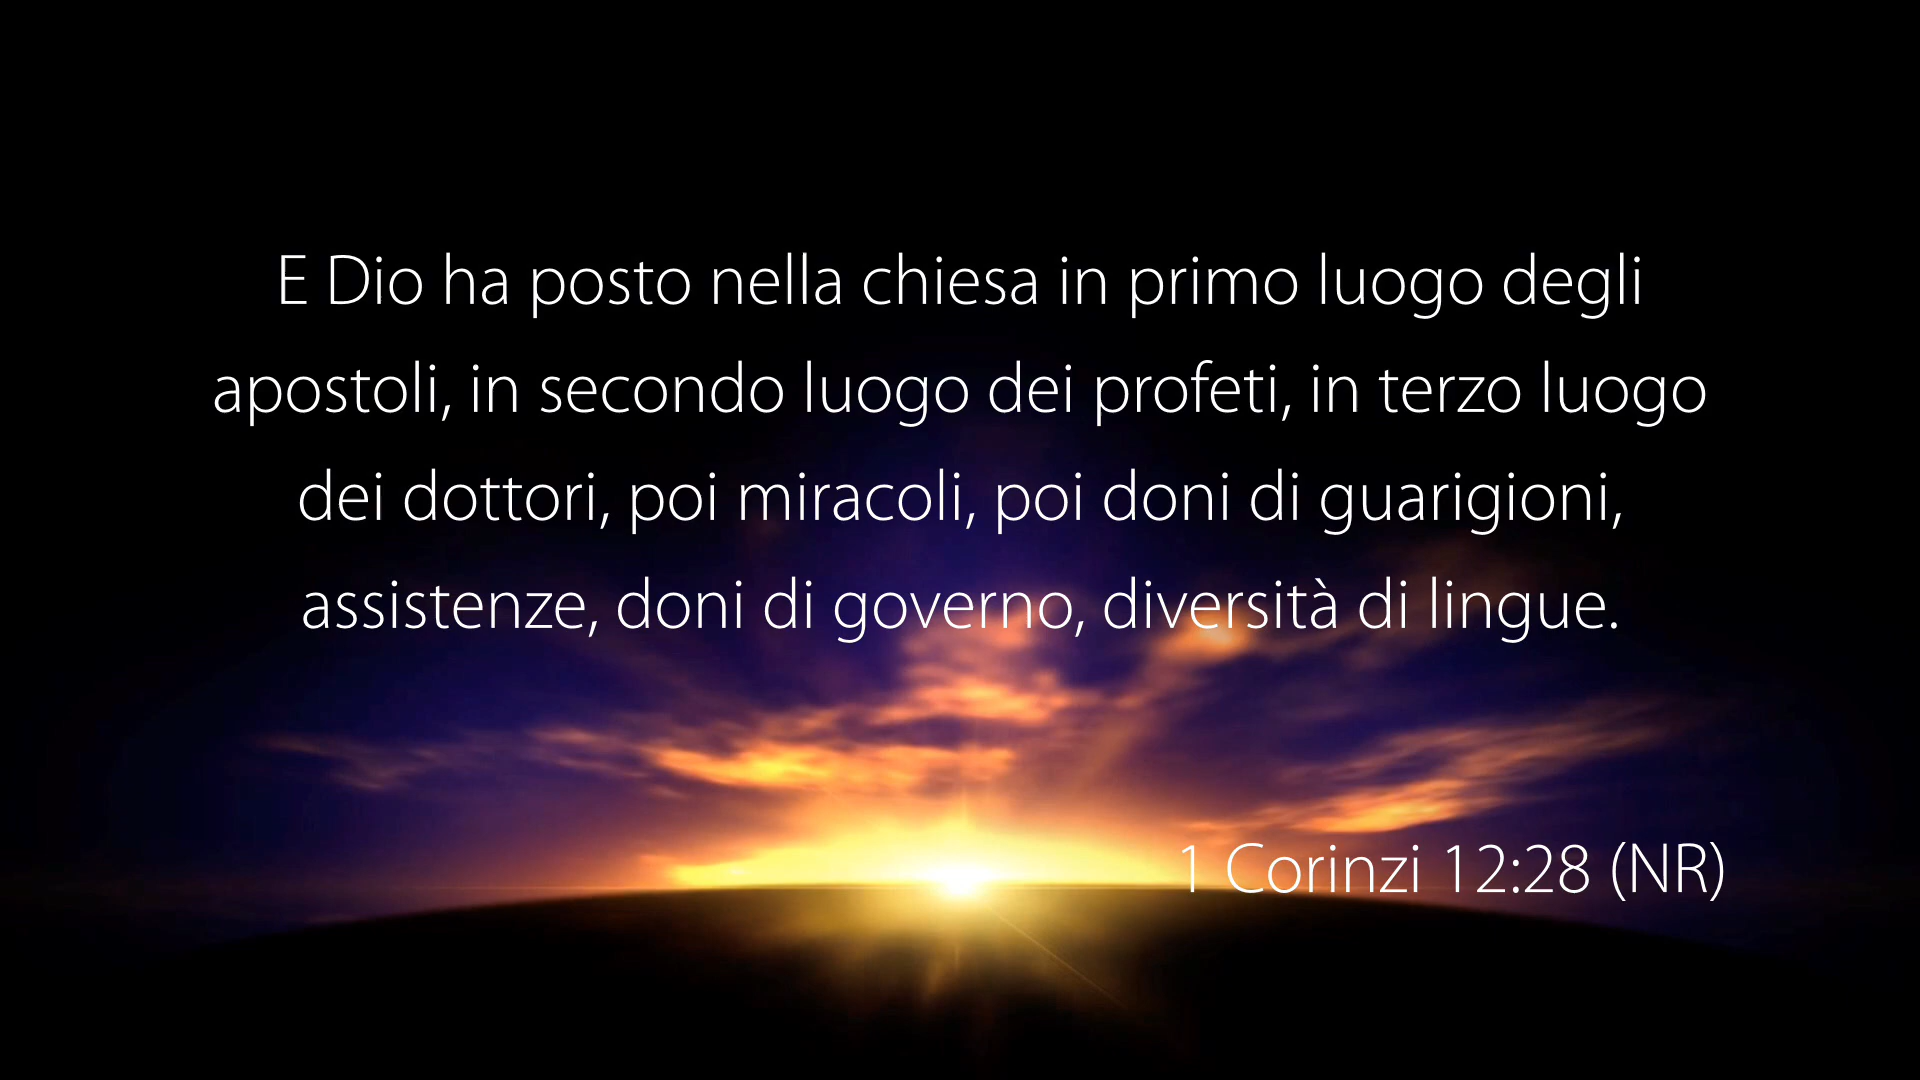 E Dio ha posto nella chiesa in primo luogo degli
apostoli, in secondo luogo dei profeti, in terzo luogo
dei dottori, poi miracoli, poi doni di guarigioni,
assistenze, doni di governo, diversità di lingue.
1 Corinzi 12:28 (NR)